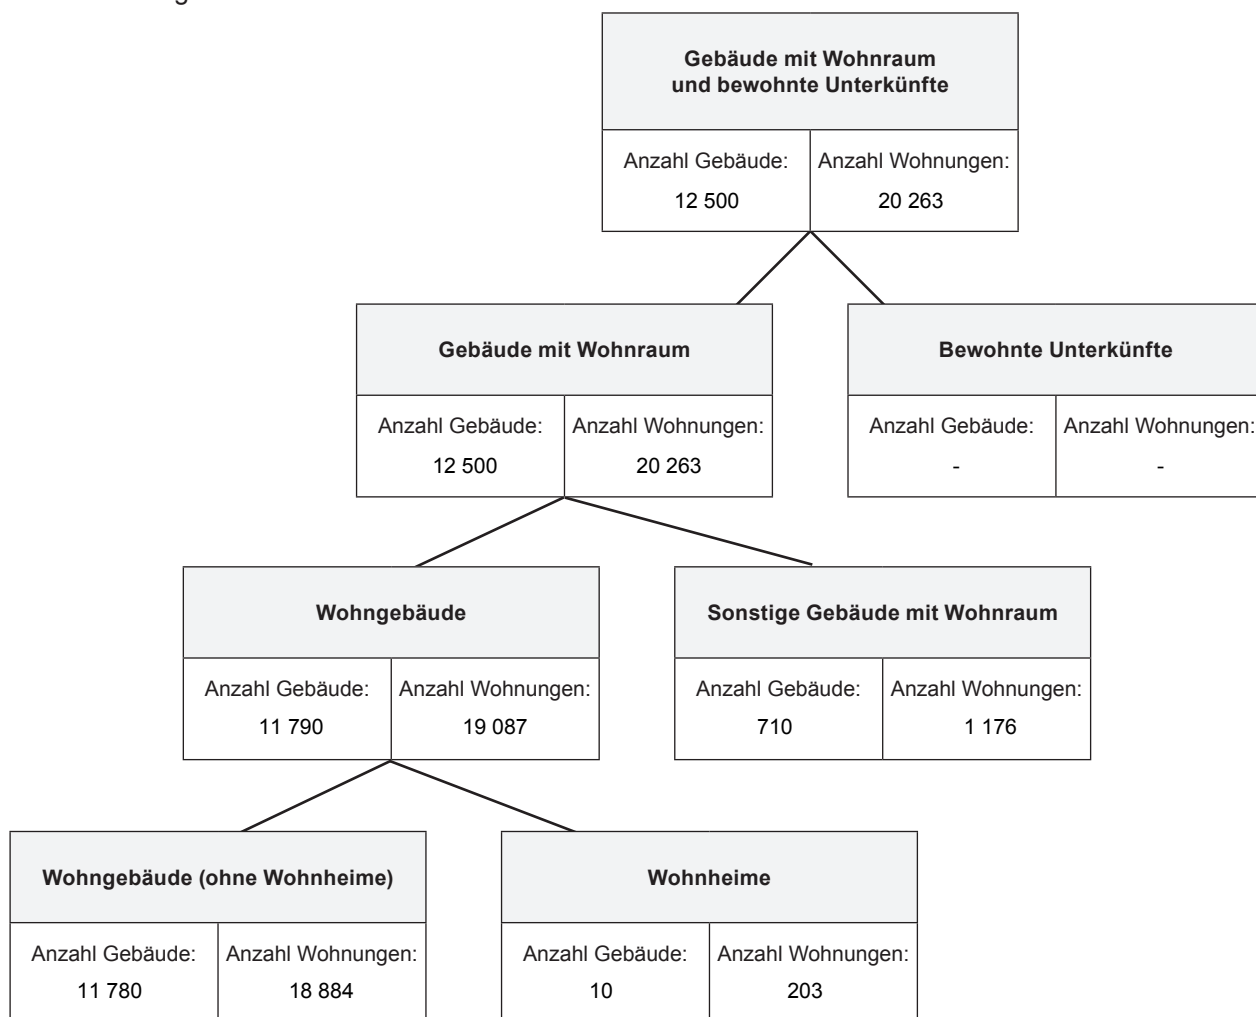 Gebäude mit Wohnraum
und bewohnte Unterkünfte
Anzahl Gebäude: Anzahl Wohnungen:
12 500 20 263
Gebäude mit Wohnraum
Anzahl Gebäude: Anzahl Wohnungen:
12 500 20 263
Bewohnte Unterkünfte
Anzahl Gebäude: Anzahl Wohnungen:
- -
Wohngebäude
Anzahl Gebäude: Anzahl Wohnungen:
11 790 19 087
Sonstige Gebäude mit Wohnraum
Anzahl Gebäude: Anzahl Wohnungen:
710 1 176
Wohngebäude (ohne Wohnheime)
Anzahl Gebäude: Anzahl Wohnungen:
11 780 18 884
Wohnheime
Anzahl Gebäude: Anzahl Wohnungen:
10 203